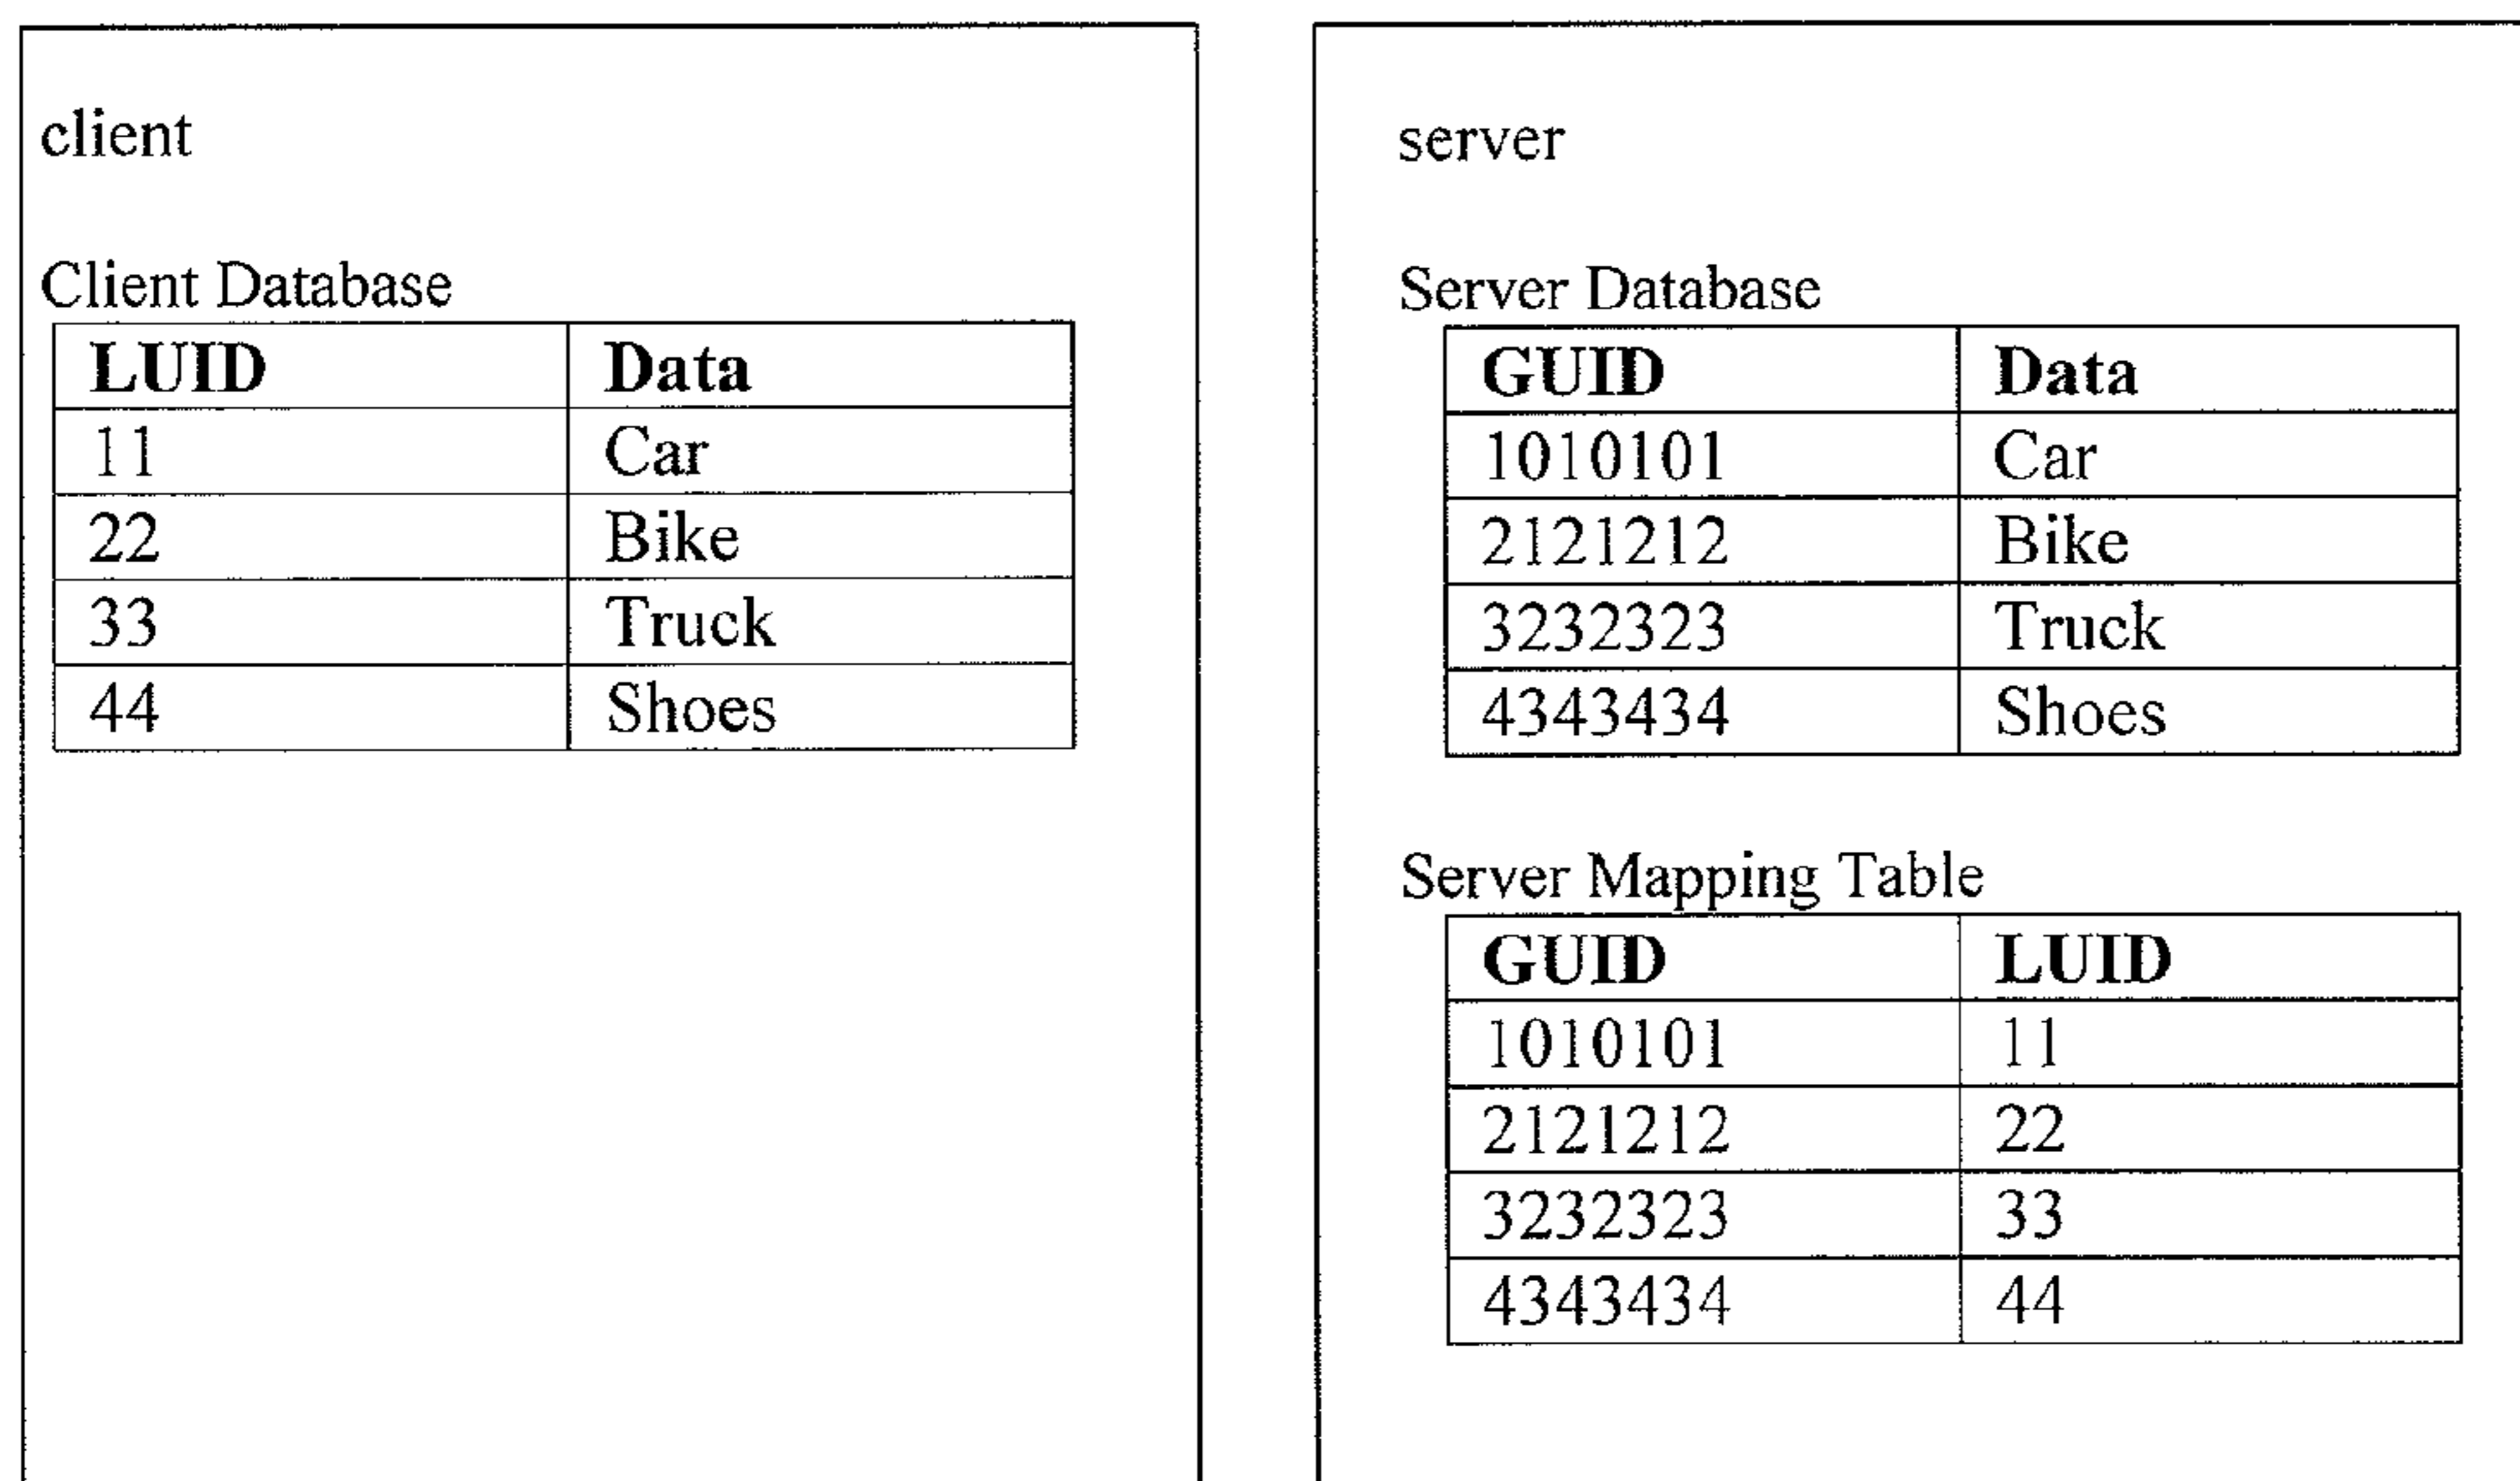 client
Client Database
LUID Data
11 Car
22 Bike
33 Truck
44 Shoes
server
Server Database
GUID Data
1010101 Car
2121212 Bike
3232323 Truck
4343434 Shoes
Server Mapping Table
GUID LUID
1010101 11
2121212 22
3232323 33
4343434 44